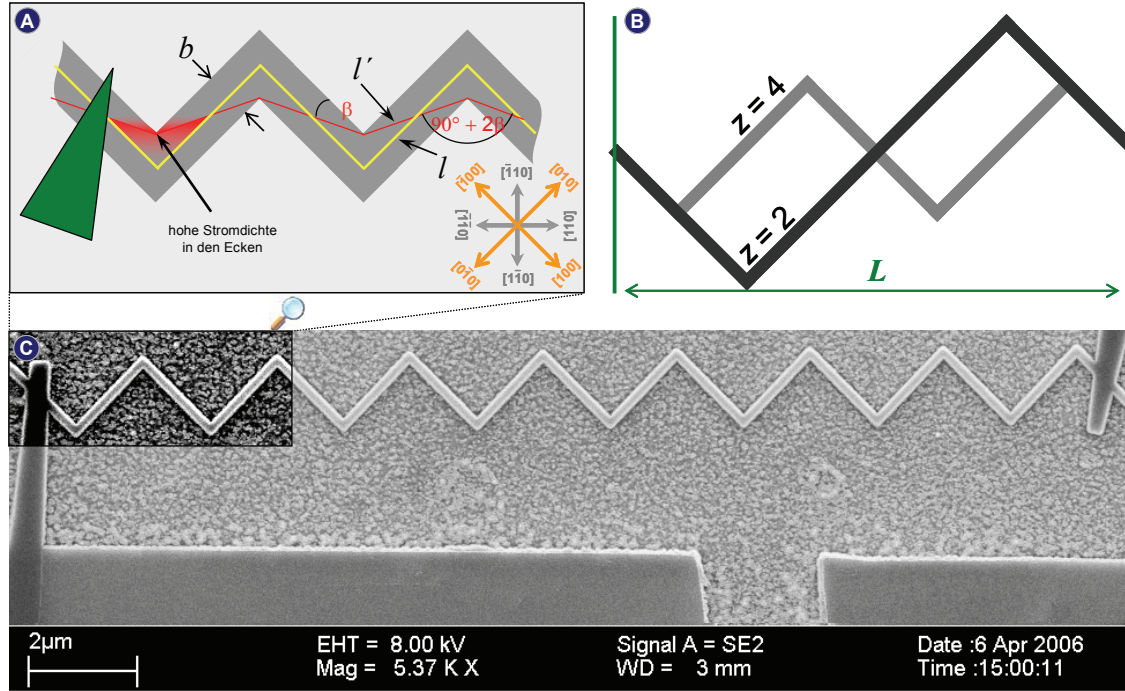 A
b
l´
β
90° + 2β
l
hohe Stromdichte
in den Ecken
[1̄00]
[1̄10]
[010]
[1̄1̄0]
[110]
[01̄0]
[11̄0]
[100]
B
z = 4
z = 2
L
C
2µm
EHT = 8.00 kV
Signal A = SE2
Date :6 Apr 2006
Mag = 5.37 K X
WD = 3 mm
Time :15:00:11